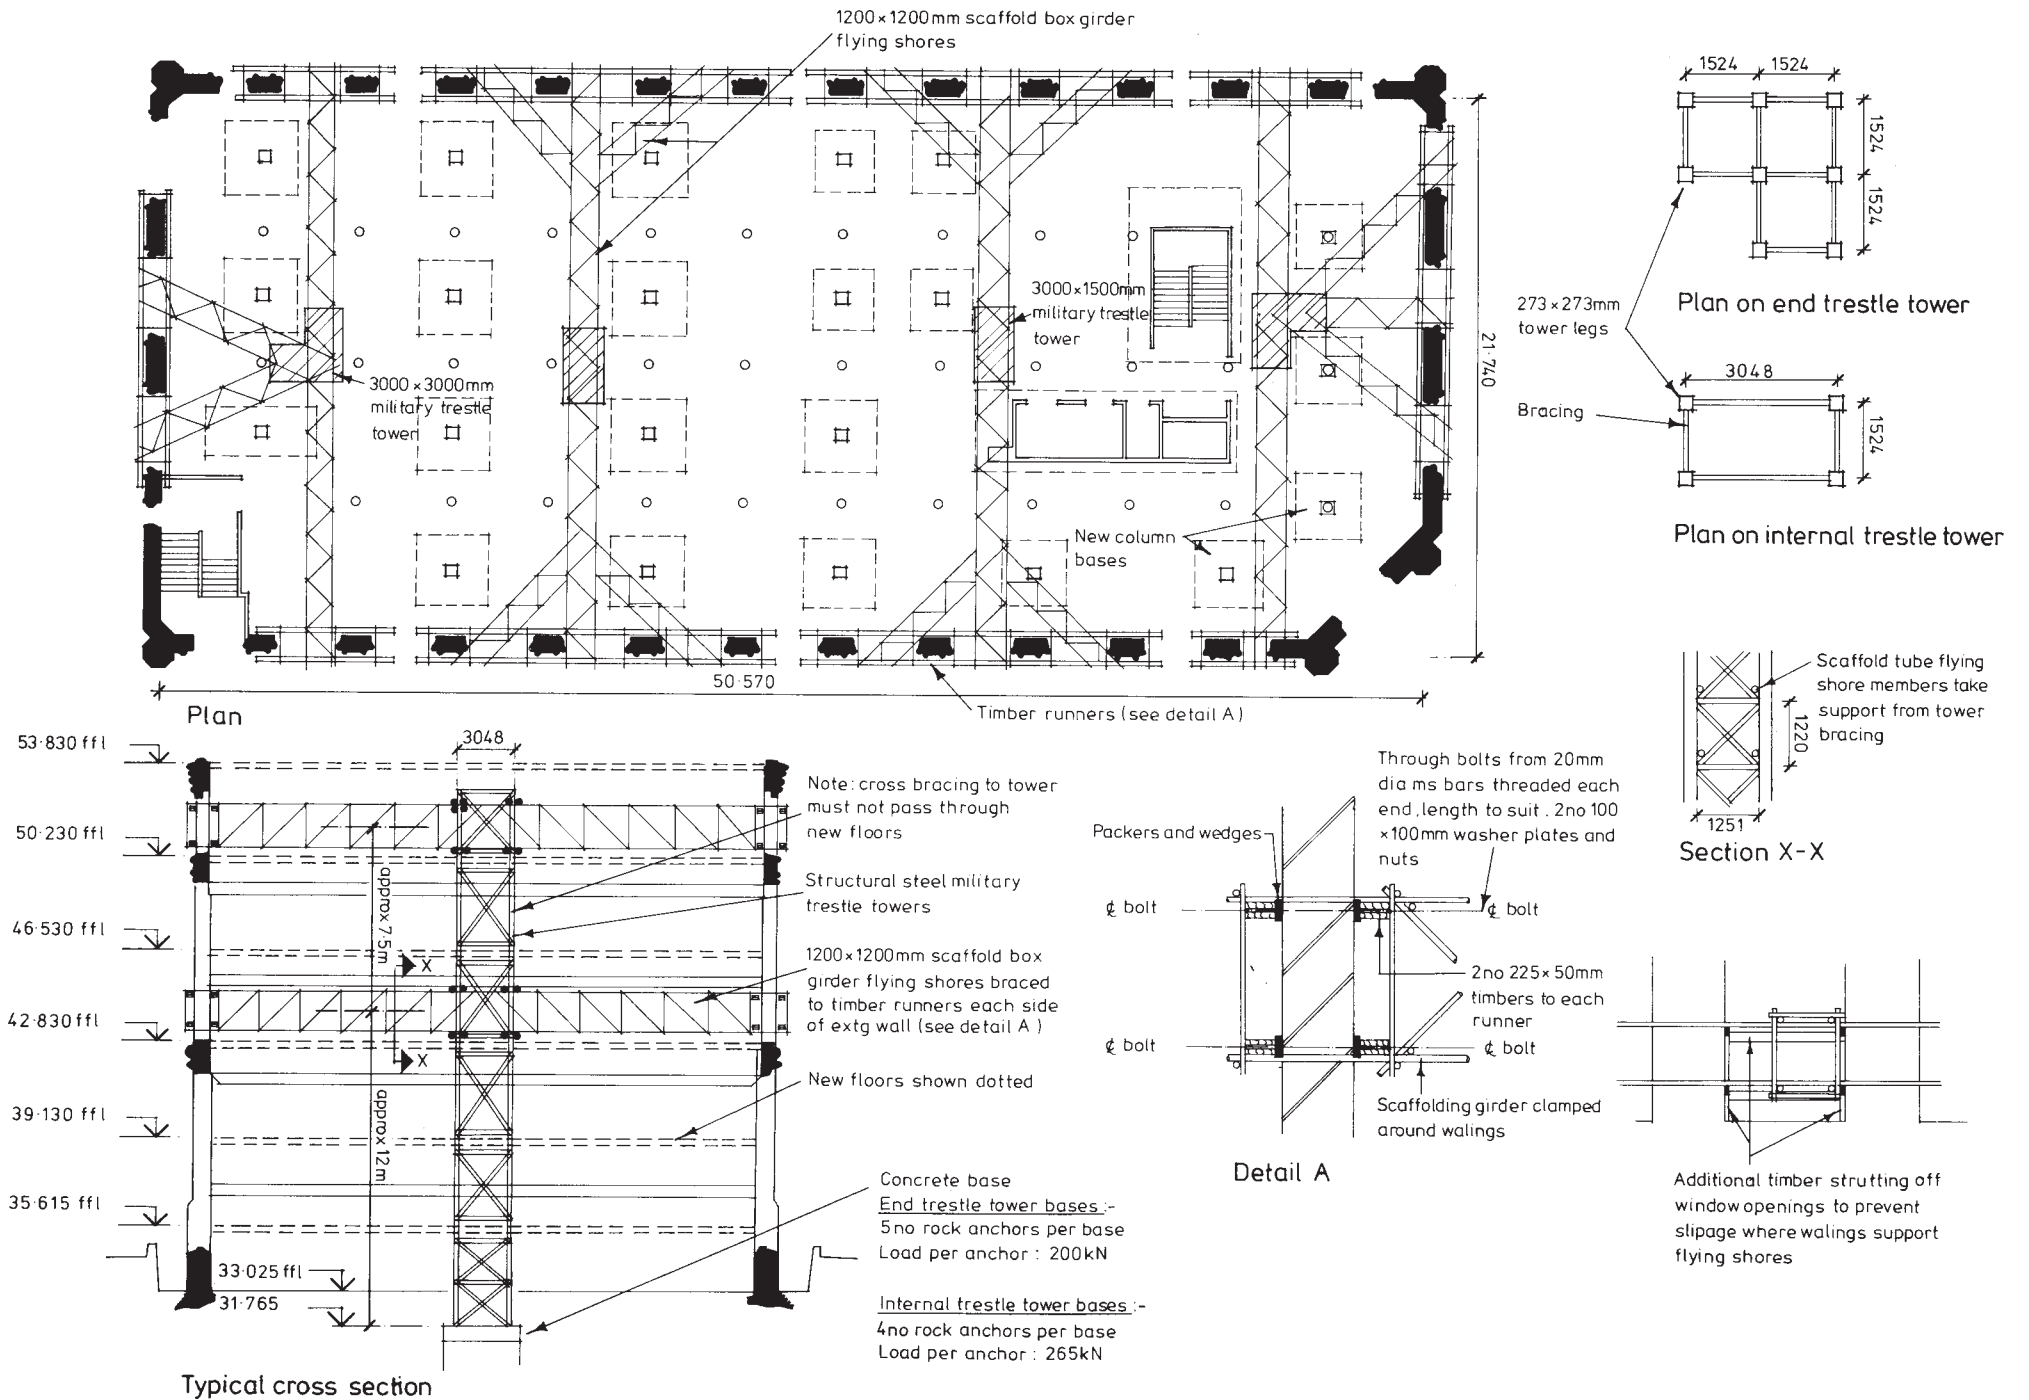 1200×1200mm scaffold box girder
flying shores
3000×1500mm
military trestle
tower
3000×3000mm
military trestle
tower
New column
bases
21·740
50·570
Timber runners (see detail A)
Plan
1524
1524
1524
1524
Plan on end trestle tower
273×273mm
tower legs
3048
Bracing
1524
Plan on internal trestle tower
Scaffold tube flying
shore members take
support from tower
bracing
1220
1251
Section X-X
53·830 ffl
50·230 ffl
46·530 ffl
42·830 ffl
39·130 ffl
35·615 ffl
33·025 ffl
31·765
3048
approx 7·5m
approx 12m
X
X
Note: cross bracing to tower
must not pass through
new floors
Structural steel military
trestle towers
1200×1200mm scaffold box
girder flying shores braced
to timber runners each side
of extg wall (see detail A)
New floors shown dotted
Concrete base
End trestle tower bases :-
5no rock anchors per base
Load per anchor : 200kN
Internal trestle tower bases :-
4no rock anchors per base
Load per anchor : 265kN
Typical cross section
Through bolts from 20mm
dia ms bars threaded each
end, length to suit. 2no 100
×100mm washer plates and
nuts
Packers and wedges
℄ bolt
℄ bolt
2no 225×50mm
timbers to each
runner
℄ bolt
℄ bolt
Scaffolding girder clamped
around walings
Detail A
Additional timber strutting off
window openings to prevent
slipage where walings support
flying shores